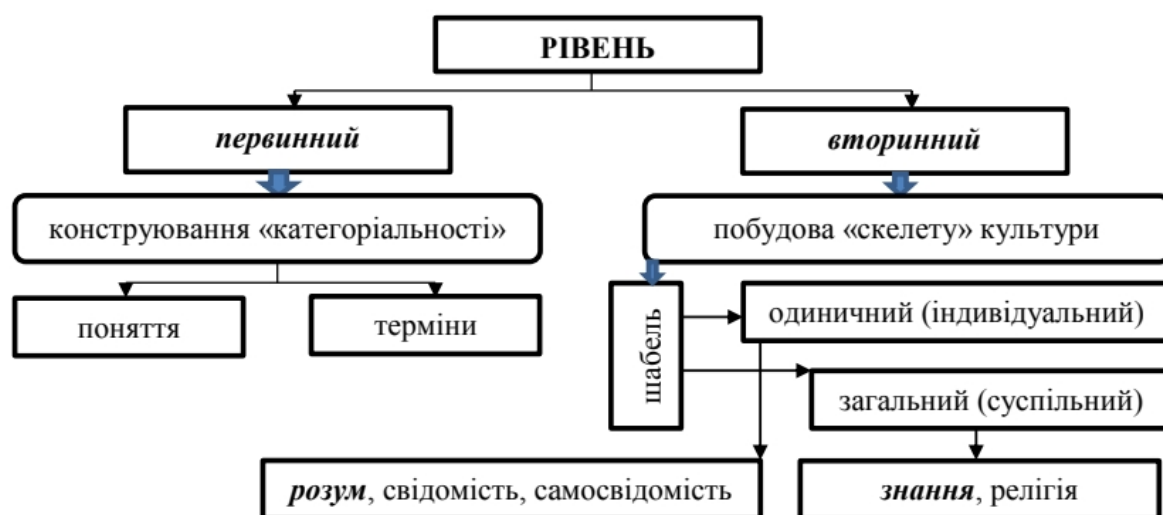 РІВЕНЬ
первинний
вторинний
конструювання «категоріальності»
побудова «скелету» культури
поняття
терміни
шабель
одиничний (індивідуальний)
загальний (суспільний)
розум, свідомість, самосвідомість
знання, релігія